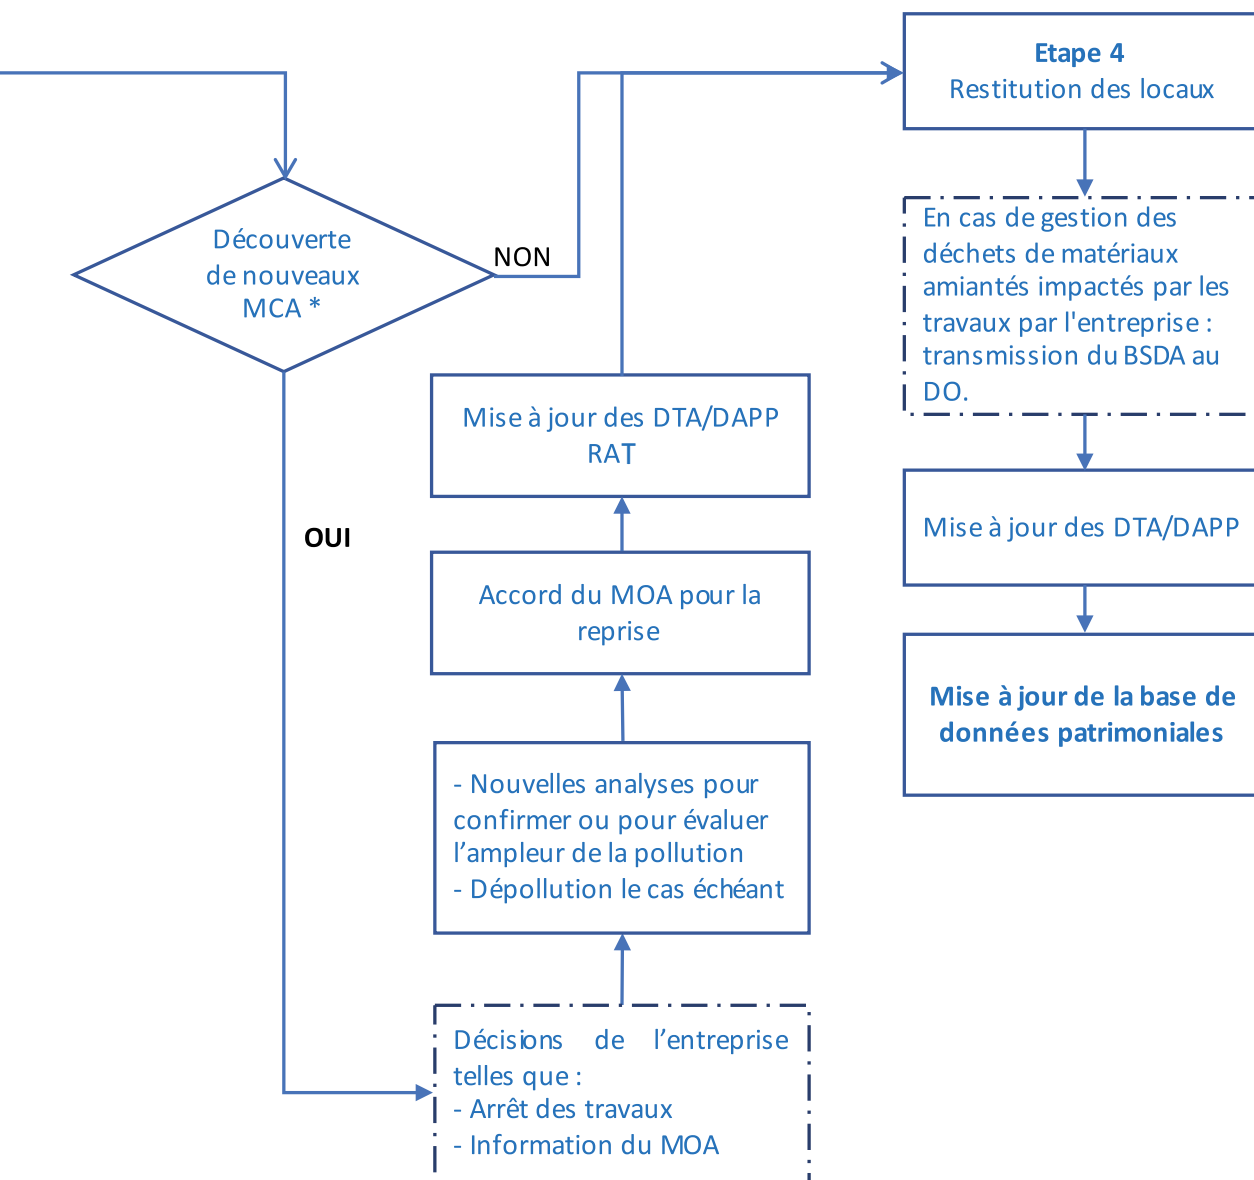 Découverte
de nouveaux
MCA *
NON
OUI
Mise à jour des DTA/DAPP
RAT
Accord du MOA pour la
reprise
- Nouvelles analyses pour
confirmer ou pour évaluer
l’ampleur de la pollution
- Dépollution le cas échéant
Décisions de l’entreprise
telles que :
- Arrêt des travaux
- Information du MOA
Etape 4
Restitution des locaux
En cas de gestion des
déchets de matériaux
amiantés impactés par les
travaux par l'entreprise :
transmission du BSDA au
DO.
Mise à jour des DTA/DAPP
Mise à jour de la base de
données patrimoniales